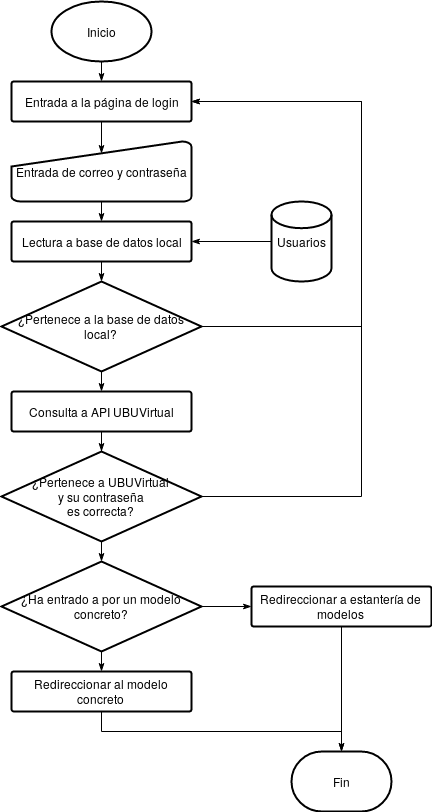 Inicio
Entrada a la página de login
Entrada de correo y contraseña
Lectura a base de datos local
Usuarios
¿Pertenece a la base de datos
local?
Consulta a API UBUVirtual
¿Pertenece a UBUVirtual
y su contraseña
es correcta?
¿Ha entrado a por un modelo
concreto?
Redireccionar a estantería de
modelos
Redireccionar al modelo
concreto
Fin